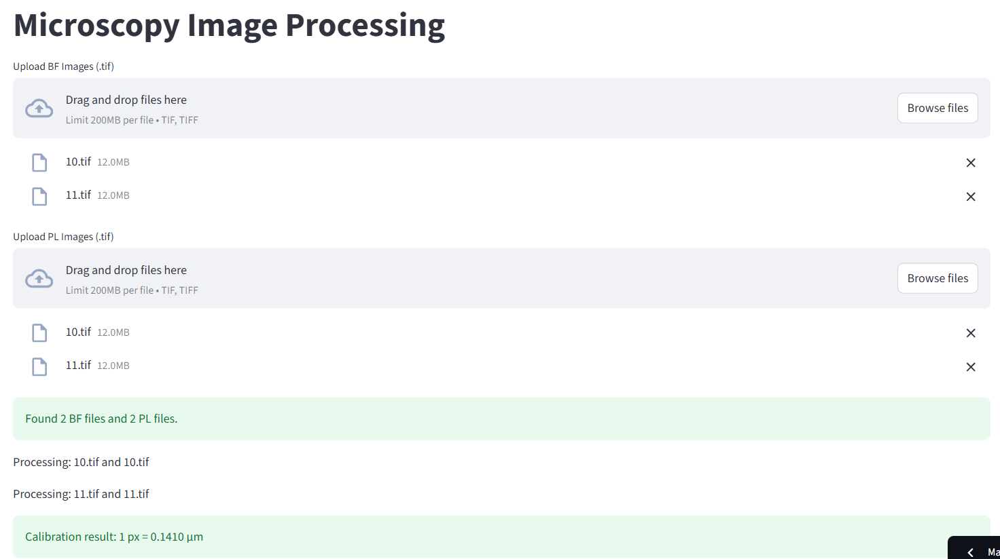 Microscopy Image Processing
Upload BF Images (.tif)
Drag and drop files here
Limit 200MB per file • TIF, TIFF
Browse files
10.tif 12.0MB
11.tif 12.0MB
Upload PL Images (.tif)
Drag and drop files here
Limit 200MB per file • TIF, TIFF
Browse files
10.tif 12.0MB
11.tif 12.0MB
Found 2 BF files and 2 PL files.
Processing: 10.tif and 10.tif
Processing: 11.tif and 11.tif
Calibration result: 1 px = 0.1410 µm